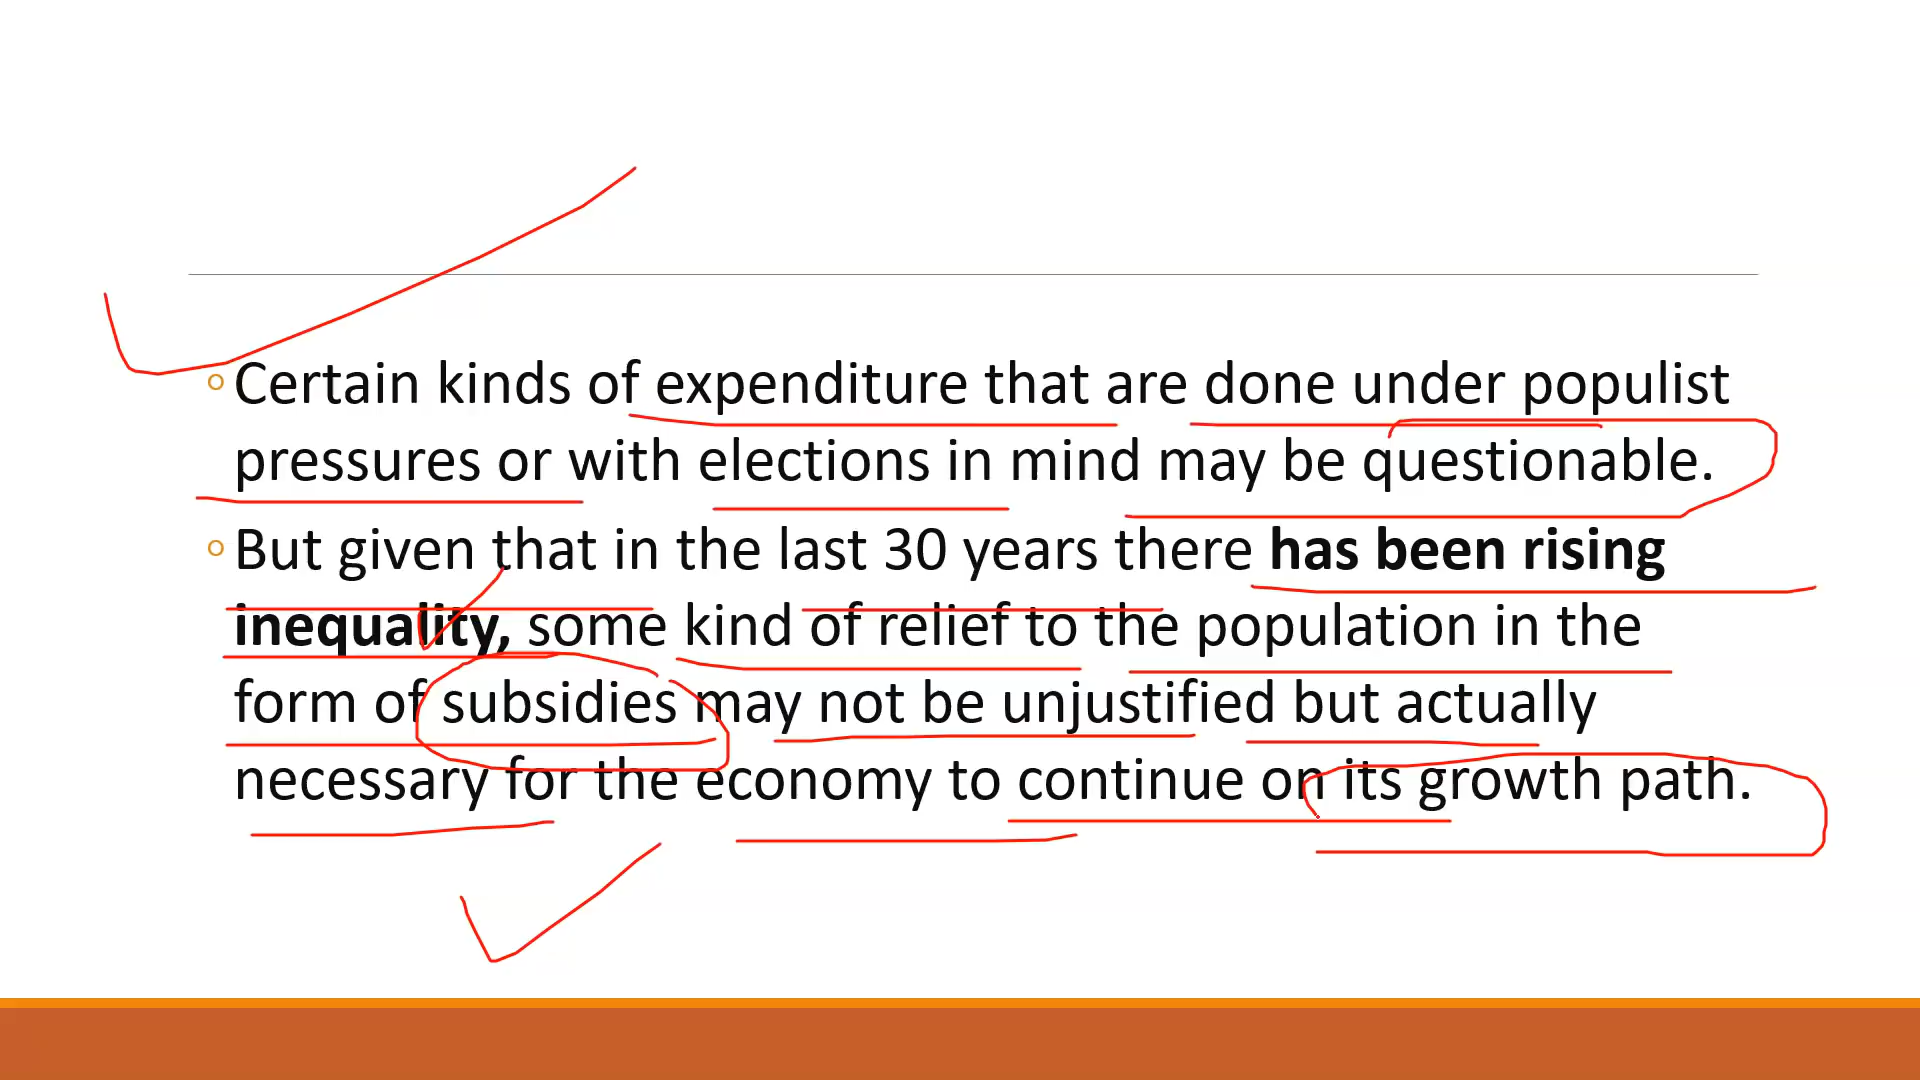 Certain kinds of expenditure that are done under populist
pressures or with elections in mind may be questionable.
But given that in the last 30 years there has been rising
inequality, some kind of relief to the population in the
form of subsidies may not be unjustified but actually
necessary for the economy to continue on its growth path.